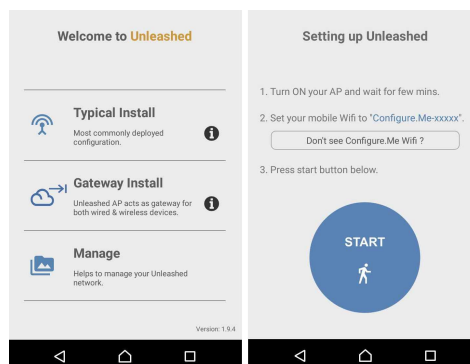 Welcome to Unleashed
Typical Install
Most commonly deployed
configuration.
Gateway Install
Unleashed AP acts as gateway for
both wired & wireless devices.
Manage
Helps to manage your Unleashed
network.
Version: 1.9.4
Setting up Unleashed
1. Turn ON your AP and wait for few mins.
2. Set your mobile Wifi to "Configure.Me-xxxxx".
Don't see Configure.Me Wifi ?
3. Press start button below.
START